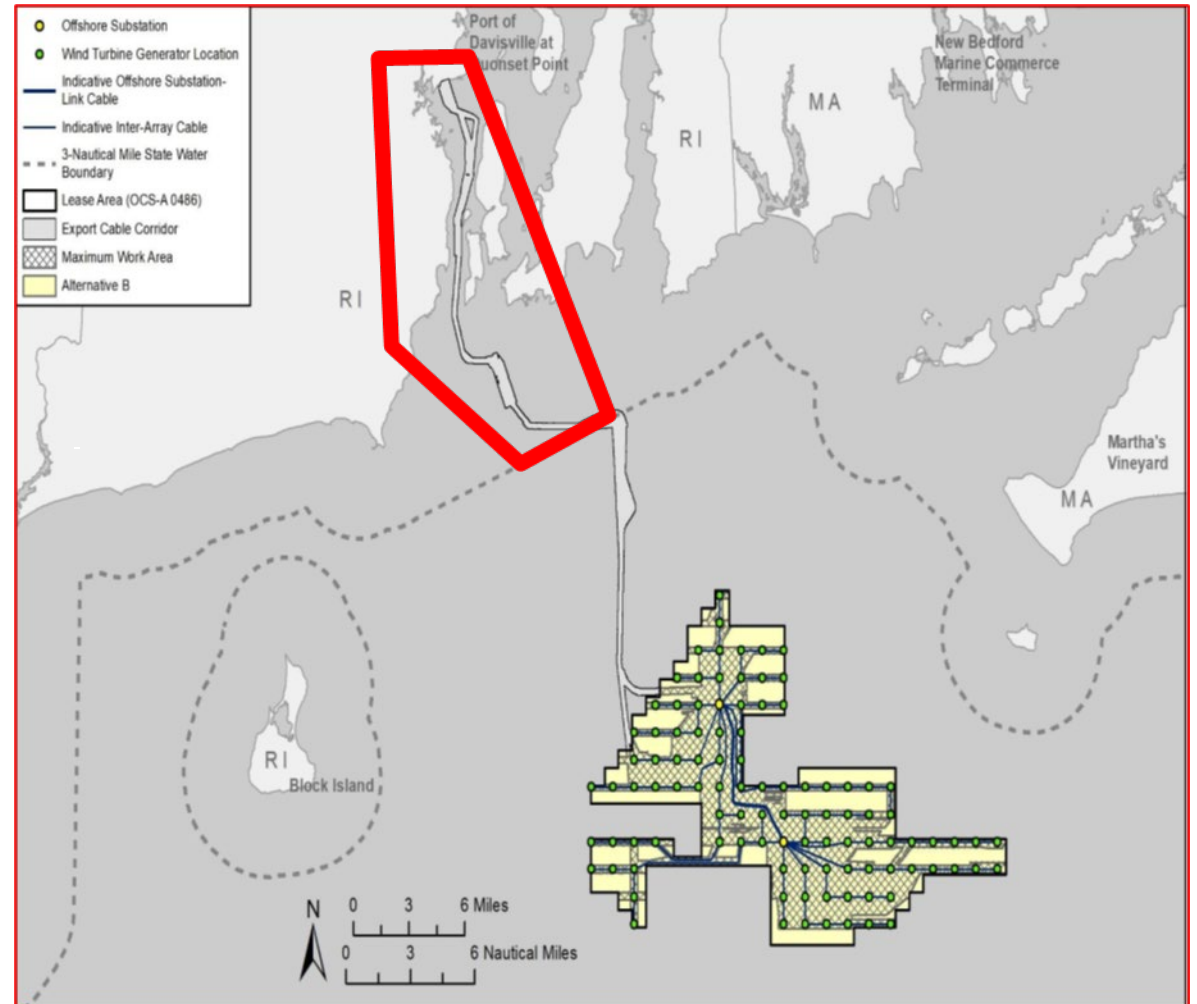 Offshore Substation
Wind Turbine Generator Location
Indicative Offshore Substation-
Link Cable
Indicative Inter-Array Cable
3-Nautical Mile State Water
Boundary
Lease Area (OCS-A 0486)
Export Cable Corridor
Maximum Work Area
Alternative B
Port of
Davisville at
uonset Point
New Bedford
Marine Commerce
Terminal
MA
RI
RI
Martha's
Vineyard
MA
RI
Block Island
N
0 3 6 Miles
0 3 6 Nautical Miles